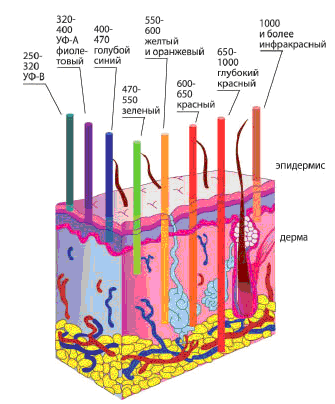 250-
320
УФ-В
320-
400
УФ-А
фиоле-
товый
400-
470
голубой
синий
470-
550
зеленый
550-
600
желтый
и оранжевый
600-
650
красный
650-
1000
глубокий
красный
1000
и более
инфракрасный
эпидермис
дерма